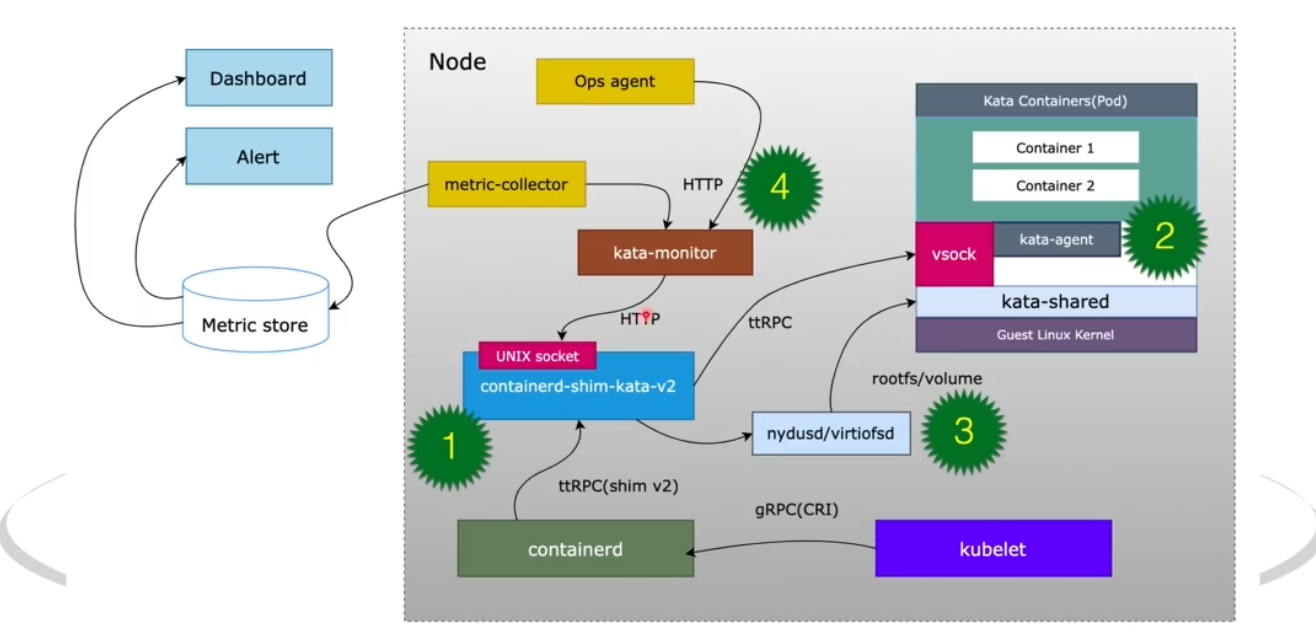 Node
Dashboard
Ops agent
Alert
metric-collector
HTTP
4
kata-monitor
Metric store
HTTP
UNIX socket
containerd-shim-kata-v2
1
ttRPC
Kata Containers(Pod)
Container 1
Container 2
vsock
kata-agent
2
kata-shared
Guest Linux Kernel
rootfs/volume
nydusd/virtiofsd
3
ttRPC(shim v2)
gRPC(CRI)
containerd
kubelet